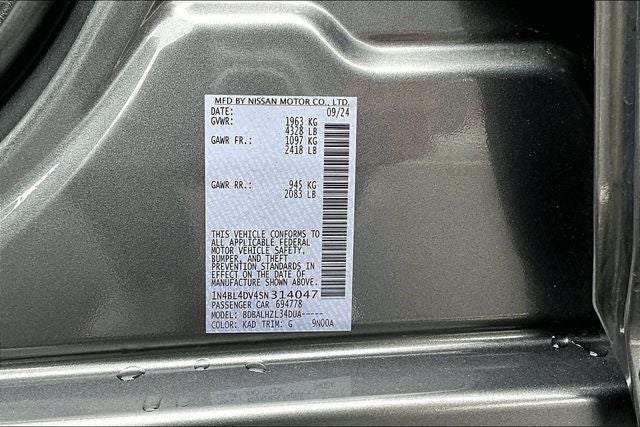 MFD BY NISSAN MOTOR CO., LTD.
DATE: 09/24
GVWR: 1963 KG
4328 LB
GAWR FR.: 1097 KG
2418 LB
GAWR RR.: 945 KG
2083 LB
THIS VEHICLE CONFORMS TO
ALL APPLICABLE FEDERAL
MOTOR VEHICLE SAFETY,
BUMPER, AND THEFT
PREVENTION STANDARDS IN
EFFECT ON THE DATE OF
MANUFACTURE SHOWN ABOVE.
1N4BL4DV4SN314047
PASSENGER CAR 694778
MODEL: BDBALHZL34DUA-----
COLOR: KAD TRIM: G 9N00A